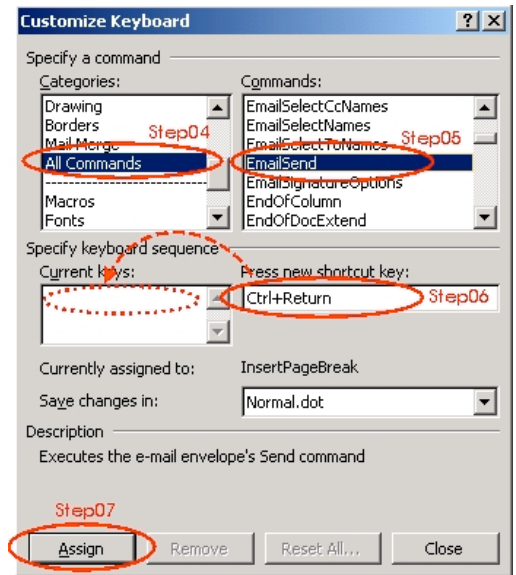 Customize Keyboard
Specify a command
Categories: Commands:
Drawing EmailSelectCcNames
Borders Step04 EmailSelectNames
Mail Merge EmailSelectToNames Step05
All Commands EmailSend
------------------------- EmailSignatureOptions
Macros EndOfColumn
Fonts EndOfDocExtend
Specify keyboard sequence
Current keys: Press new shortcut key:
Ctrl+Return Step06
Currently assigned to: InsertPageBreak
Save changes in: Normal.dot
Description
Executes the e-mail envelope's Send command
Step07
Assign Remove Reset All... Close